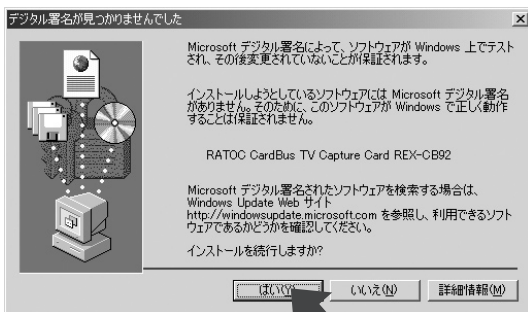 デジタル署名が見つかりませんでした
Microsoft デジタル署名によって、ソフトウェアが Windows 上でテスト
され、その後変更されていないことが保証されます。
インストールしようとしているソフトウェアには Microsoft デジタル署名
がありません。そのために、このソフトウェアが Windows で正しく動作
することは保証されません。
RATOC CardBus TV Capture Card REX-CB92
Microsoft デジタル署名されたソフトウェアを検索する場合は、
Windows Update Web サイト
http://windowsupdate.microsoft.com を参照し、利用できるソフト
ウェアであるかどうかを確認してください。
インストールを続行しますか?
はい(Y) いいえ(N) 詳細情報(M)